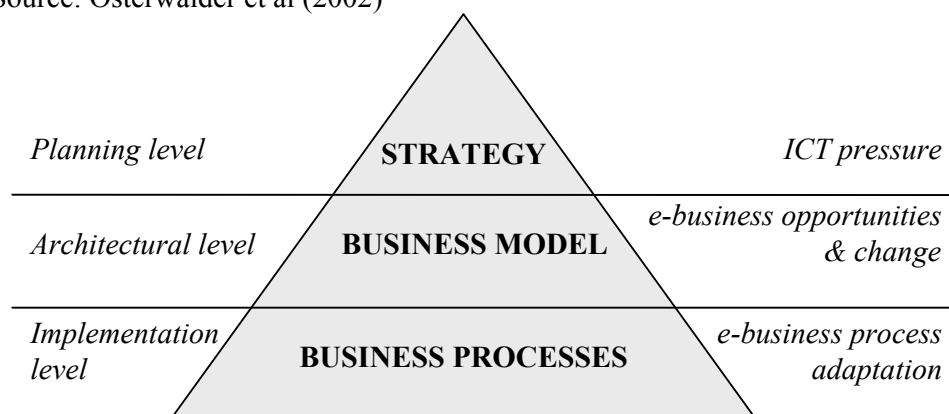 Source: Osterwalder et al (2002)
Planning level STRATEGY ICT pressure
Architectural level BUSINESS MODEL e-business opportunities
& change
Implementation
level BUSINESS PROCESSES e-business process
adaptation